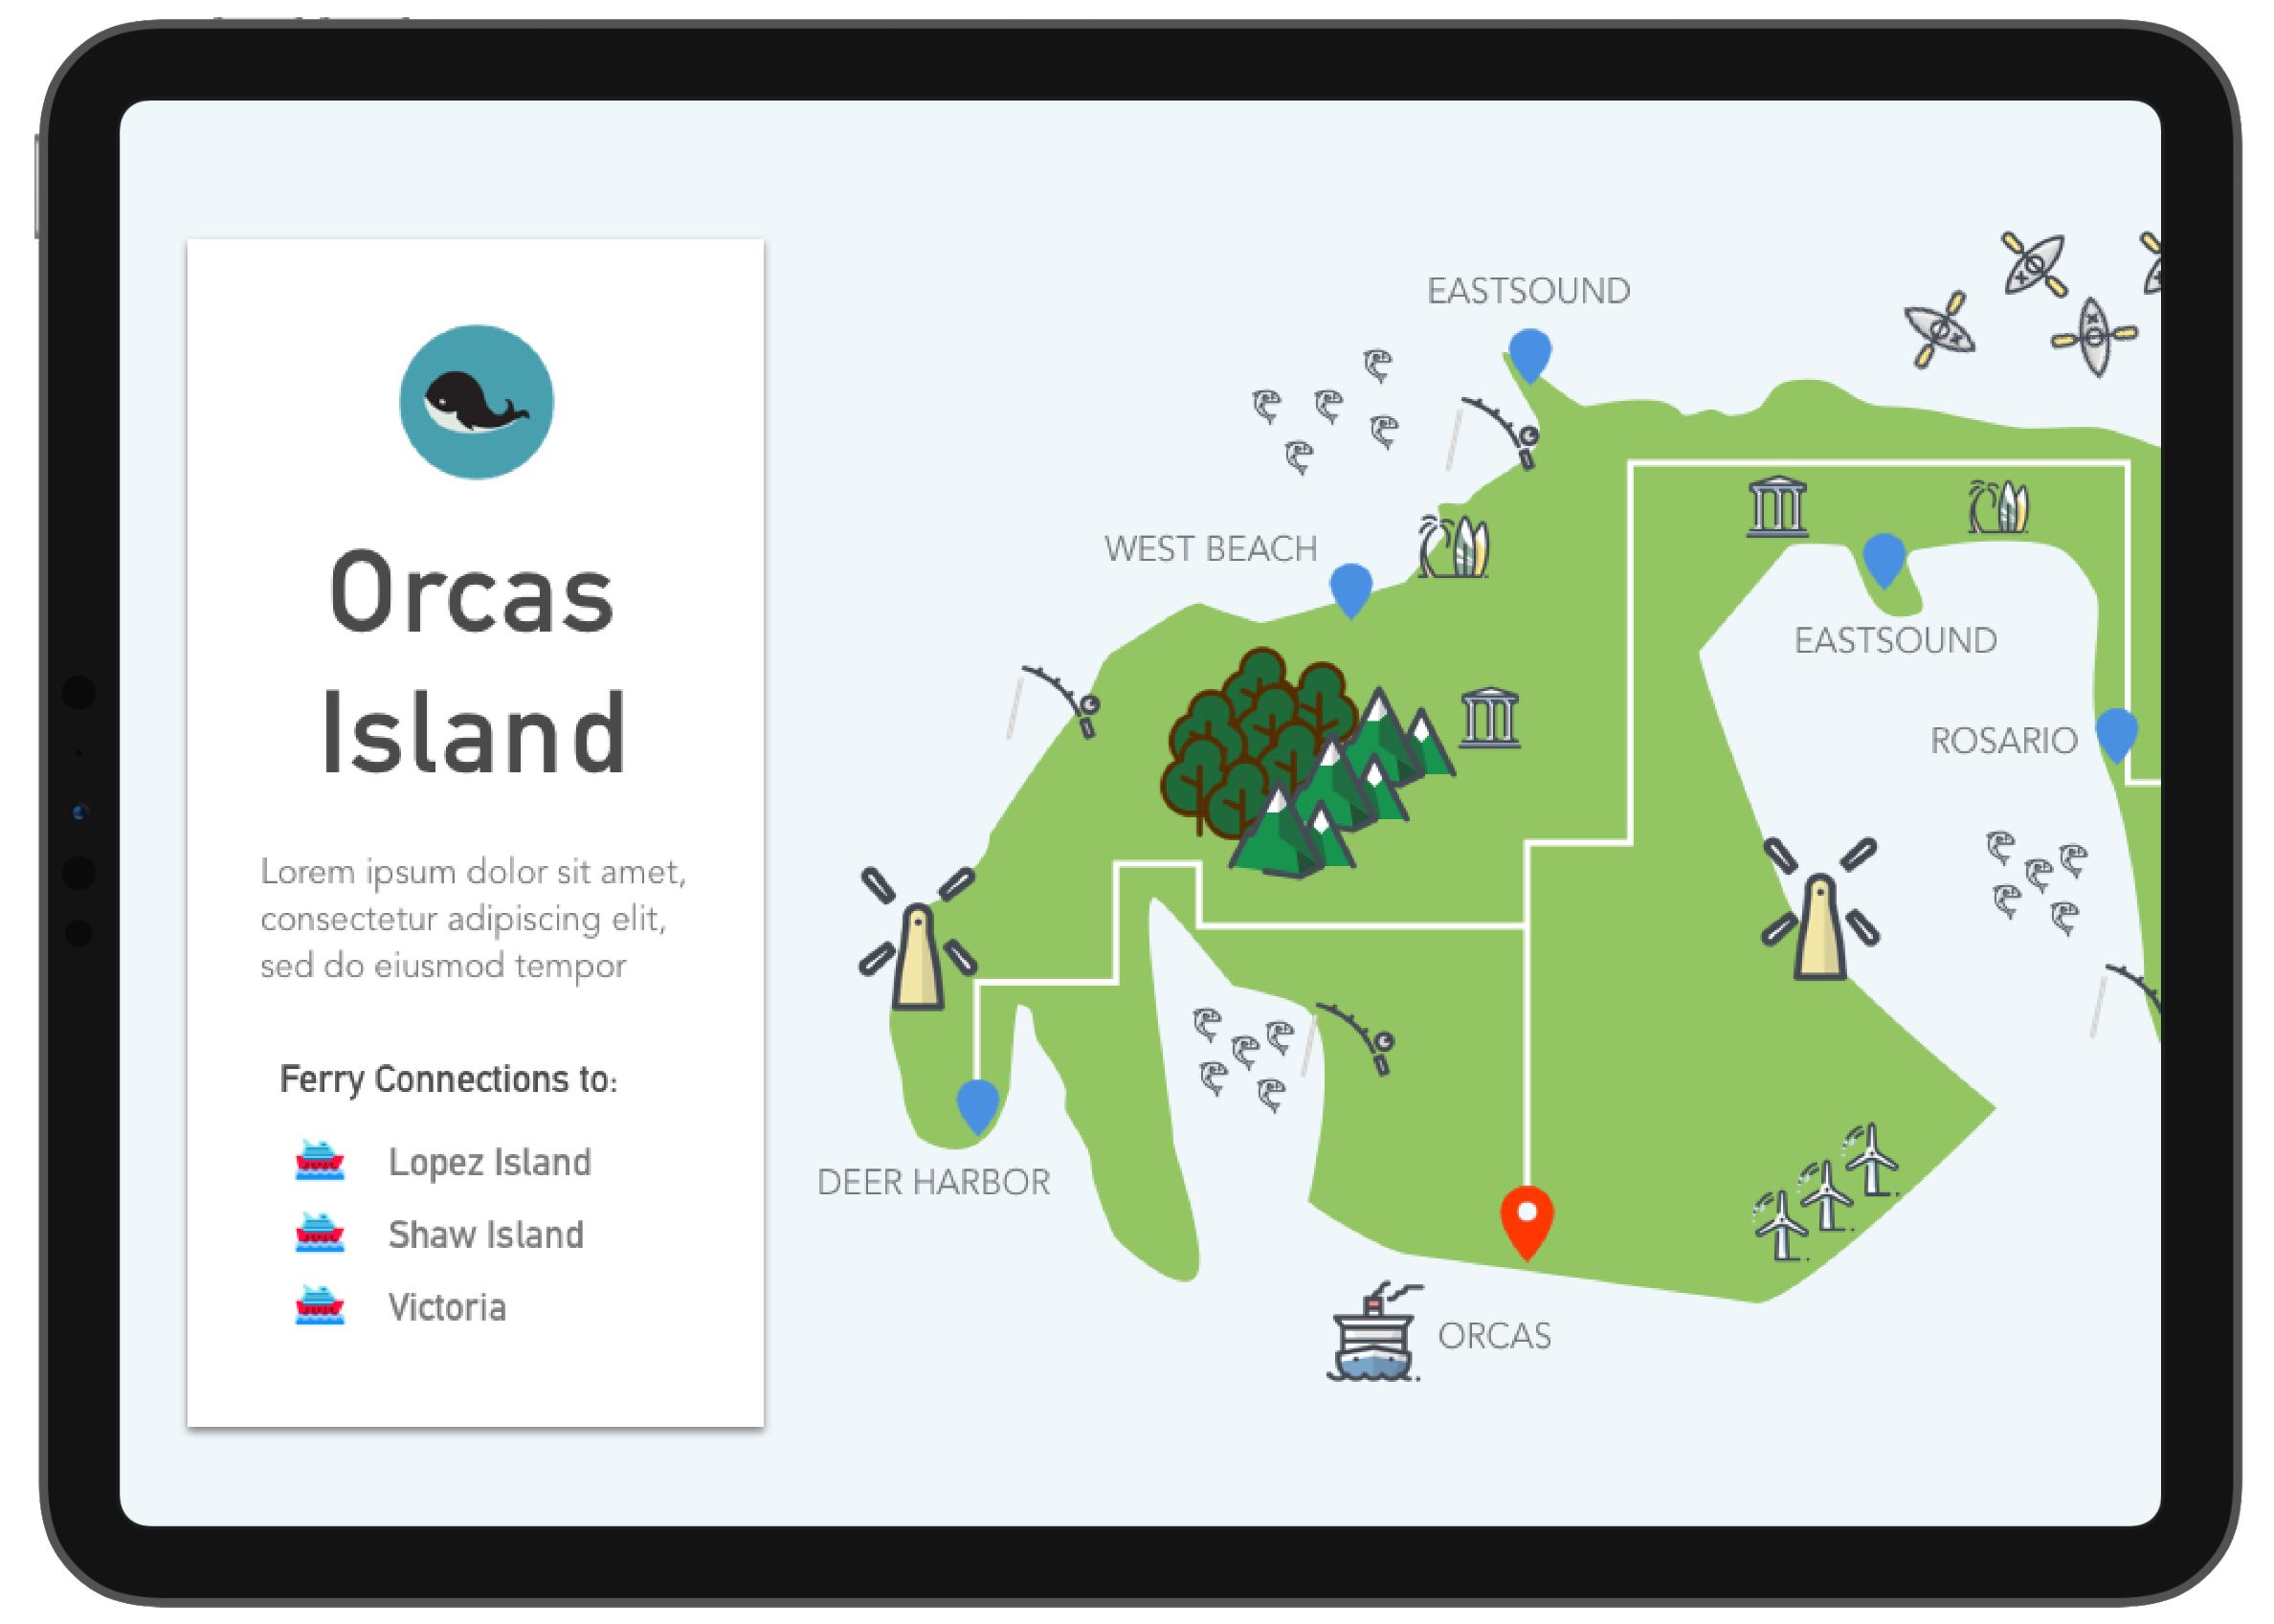 Orcas
Island
Lorem ipsum dolor sit amet,
consectetur adipiscing elit,
sed do eiusmod tempor
Ferry Connections to:
Lopez Island
Shaw Island
Victoria
EASTSOUND
WEST BEACH
EASTSOUND
ROSARIO
DEER HARBOR
ORCAS